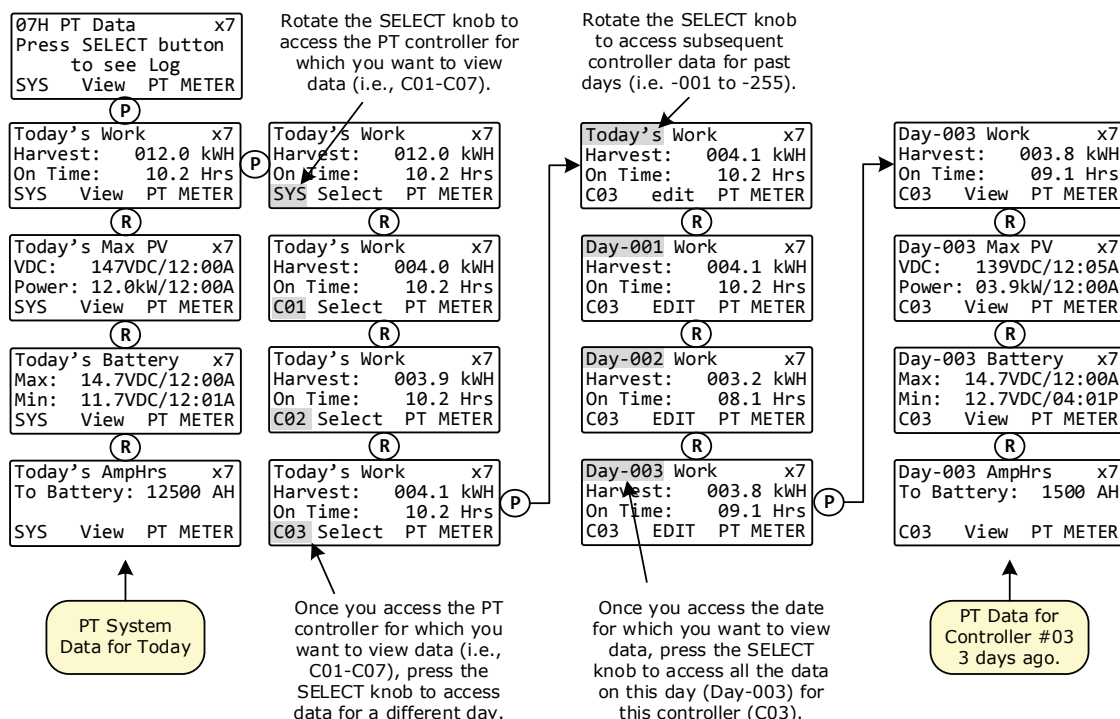 07H PT Data x7
Press SELECT button
to see Log
SYS View PT METER
P
Today's Work x7
Harvest: 012.0 kWH
On Time: 10.2 Hrs
SYS View PT METER
R
Today's Max PV x7
VDC: 147VDC/12:00A
Power: 12.0kW/12:00A
SYS View PT METER
R
Today's Battery x7
Max: 14.7VDC/12:00A
Min: 11.7VDC/12:01A
SYS View PT METER
R
Today's AmpHrs x7
To Battery: 12500 AH
SYS View PT METER
PT System
Data for Today
Rotate the SELECT knob to
access the PT controller for
which you want to view
data (i.e., C01-C07).
P
Today's Work x7
Harvest: 012.0 kWH
On Time: 10.2 Hrs
SYS Select PT METER
R
Today's Work x7
Harvest: 004.0 kWH
On Time: 10.2 Hrs
C01 Select PT METER
R
Today's Work x7
Harvest: 003.9 kWH
On Time: 10.2 Hrs
C02 Select PT METER
R
Today's Work x7
Harvest: 004.1 kWH
On Time: 10.2 Hrs
C03 Select PT METER
P
Once you access the PT
controller for which you
want to view data (i.e.,
C01-C07), press the
SELECT knob to access
data for a different day.
Rotate the SELECT knob
to access subsequent
controller data for past
days (i.e. -001 to -255).
Today's Work x7
Harvest: 004.1 kWH
On Time: 10.2 Hrs
C03 edit PT METER
R
Day-001 Work x7
Harvest: 004.1 kWH
On Time: 10.2 Hrs
C03 EDIT PT METER
R
Day-002 Work x7
Harvest: 003.2 kWH
On Time: 08.1 Hrs
C03 EDIT PT METER
R
Day-003 Work x7
Harvest: 003.8 kWH
On Time: 09.1 Hrs
C03 EDIT PT METER
P
Once you access the date
for which you want to view
data, press the SELECT
knob to access all the data
on this day (Day-003) for
this controller (C03).
Day-003 Work x7
Harvest: 003.8 kWH
On Time: 09.1 Hrs
C03 View PT METER
R
Day-003 Max PV x7
VDC: 139VDC/12:05A
Power: 03.9kW/12:00A
C03 View PT METER
R
Day-003 Battery x7
Max: 14.7VDC/12:00A
Min: 12.7VDC/04:01P
C03 View PT METER
R
Day-003 AmpHrs x7
To Battery: 1500 AH
C03 View PT METER
PT Data for
Controller #03
3 days ago.